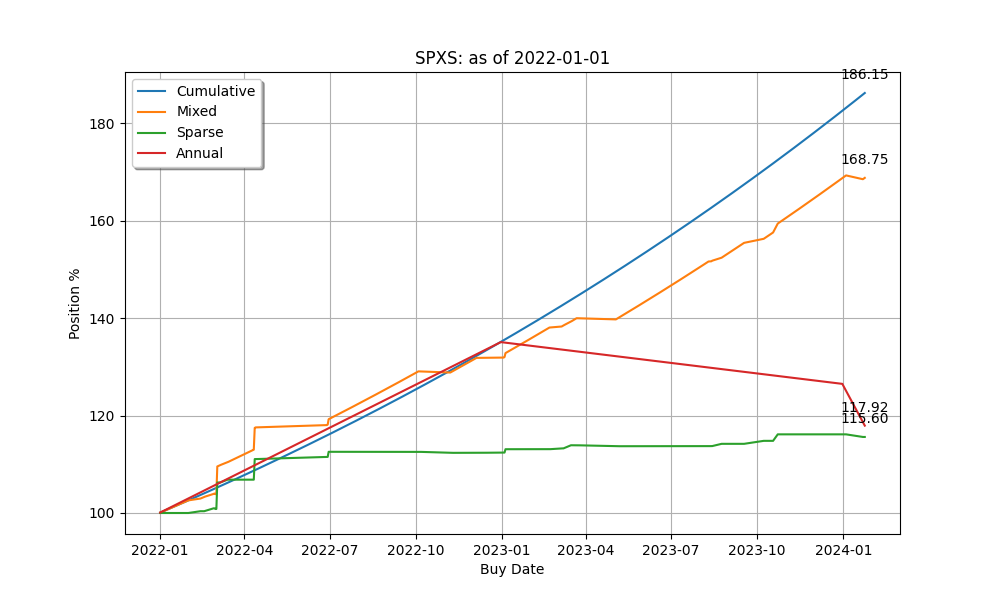 SPXS: as of 2022-01-01
186.15
Cumulative
Mixed
Sparse
Annual
168.75
117.92
115.60
180
160
140
120
100
Position %
2022-01 2022-04 2022-07 2022-10 2023-01 2023-04 2023-07 2023-10 2024-01
Buy Date